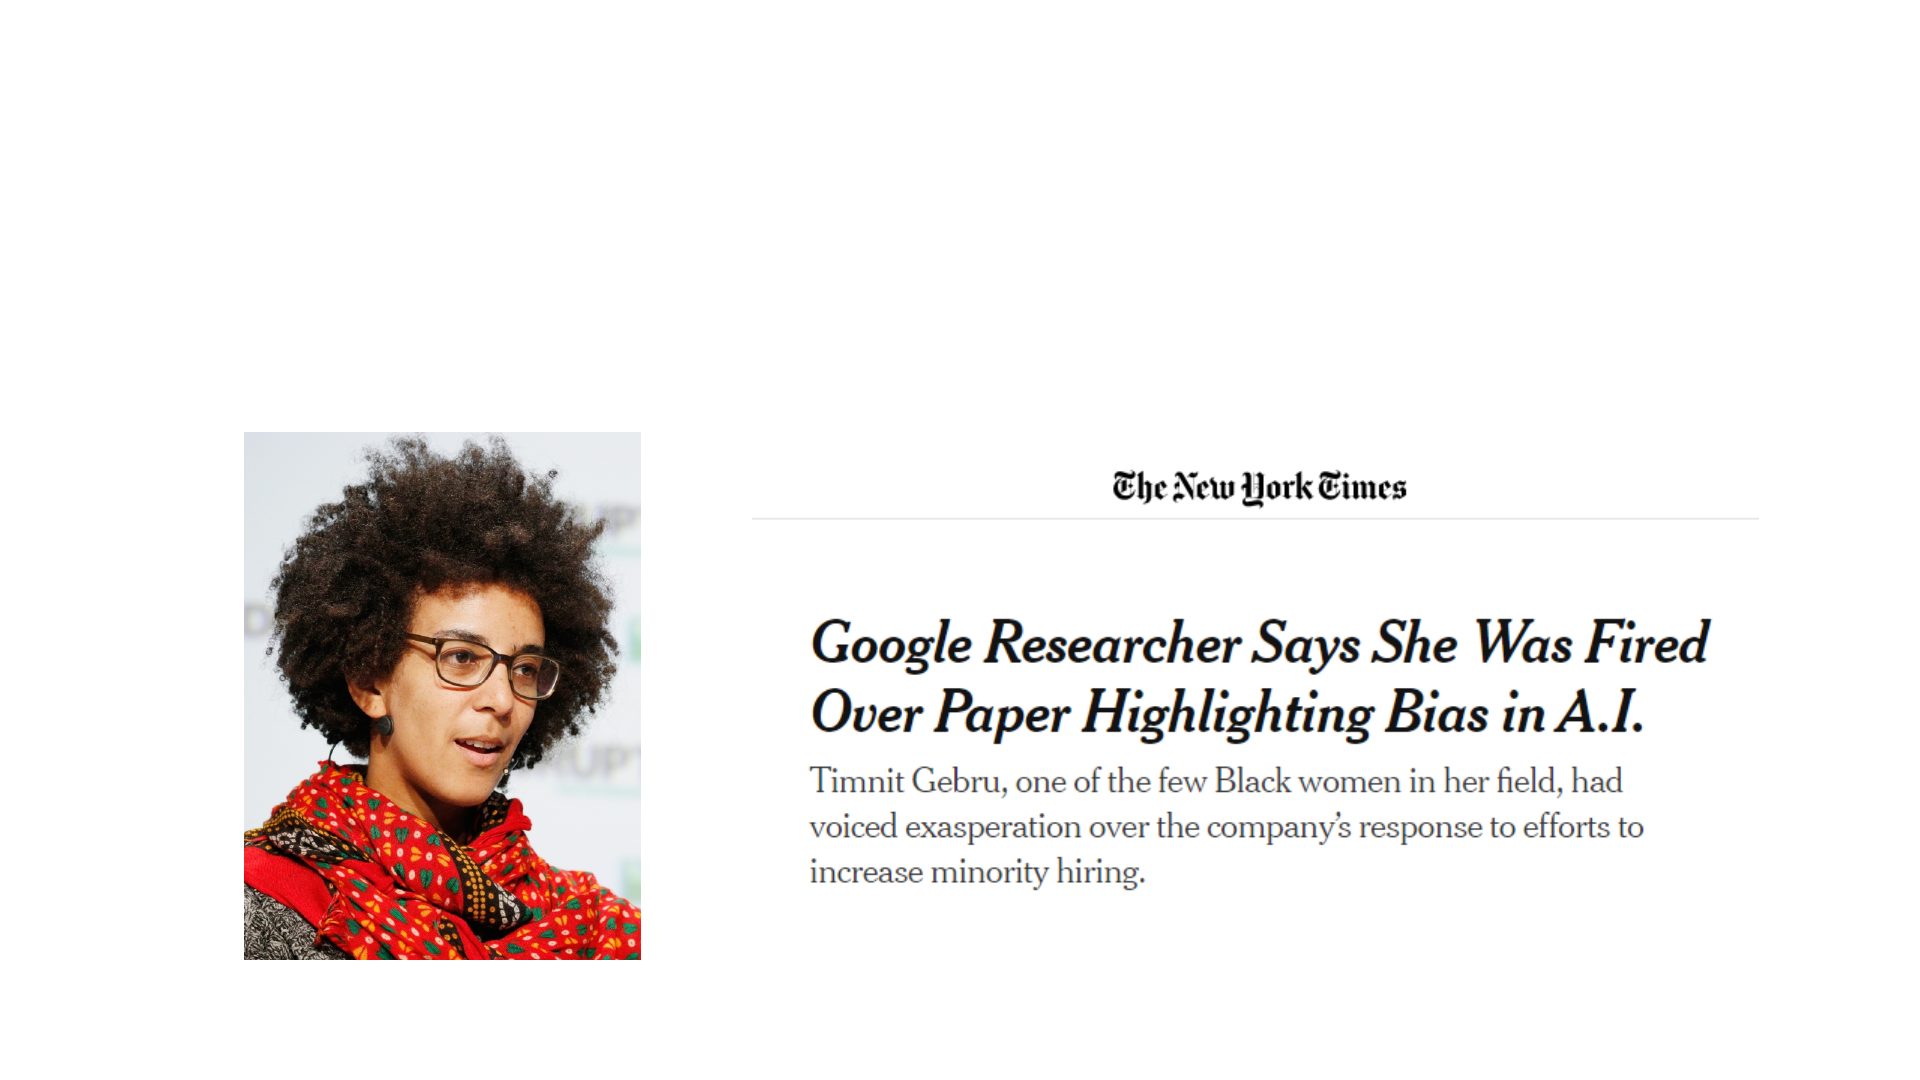 The New York Times
Google Researcher Says She Was Fired
Over Paper Highlighting Bias in A.I.
Timnit Gebru, one of the few Black women in her field, had
voiced exasperation over the company’s response to efforts to
increase minority hiring.